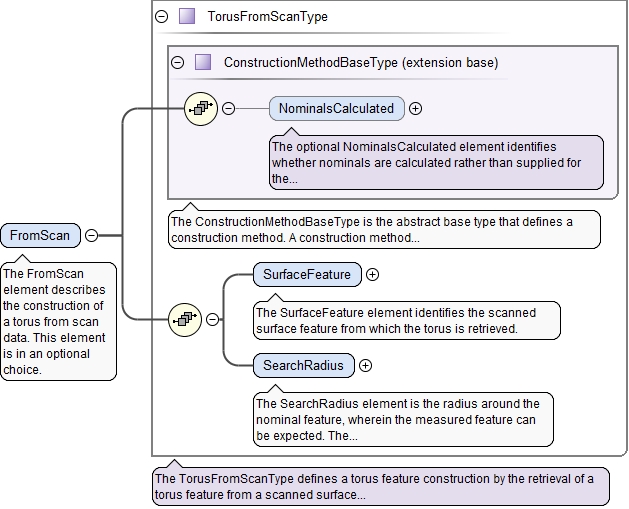 TorusFromScanType
ConstructionMethodBaseType (extension base)
NominalsCalculated
The optional NominalsCalculated element identifies
whether nominals are calculated rather than supplied for
the...
The ConstructionMethodBaseType is the abstract base type that defines a
construction method. A construction method...
FromScan
The FromScan
element describes
the construction of
a torus from scan
data. This element
is in an optional
choice.
SurfaceFeature
The SurfaceFeature element identifies the scanned
surface feature from which the torus is retrieved.
SearchRadius
The SearchRadius element is the radius around the
nominal feature, wherein the measured feature can
be expected. The...
The TorusFromScanType defines a torus feature construction by the retrieval of a
torus feature from a scanned surface...